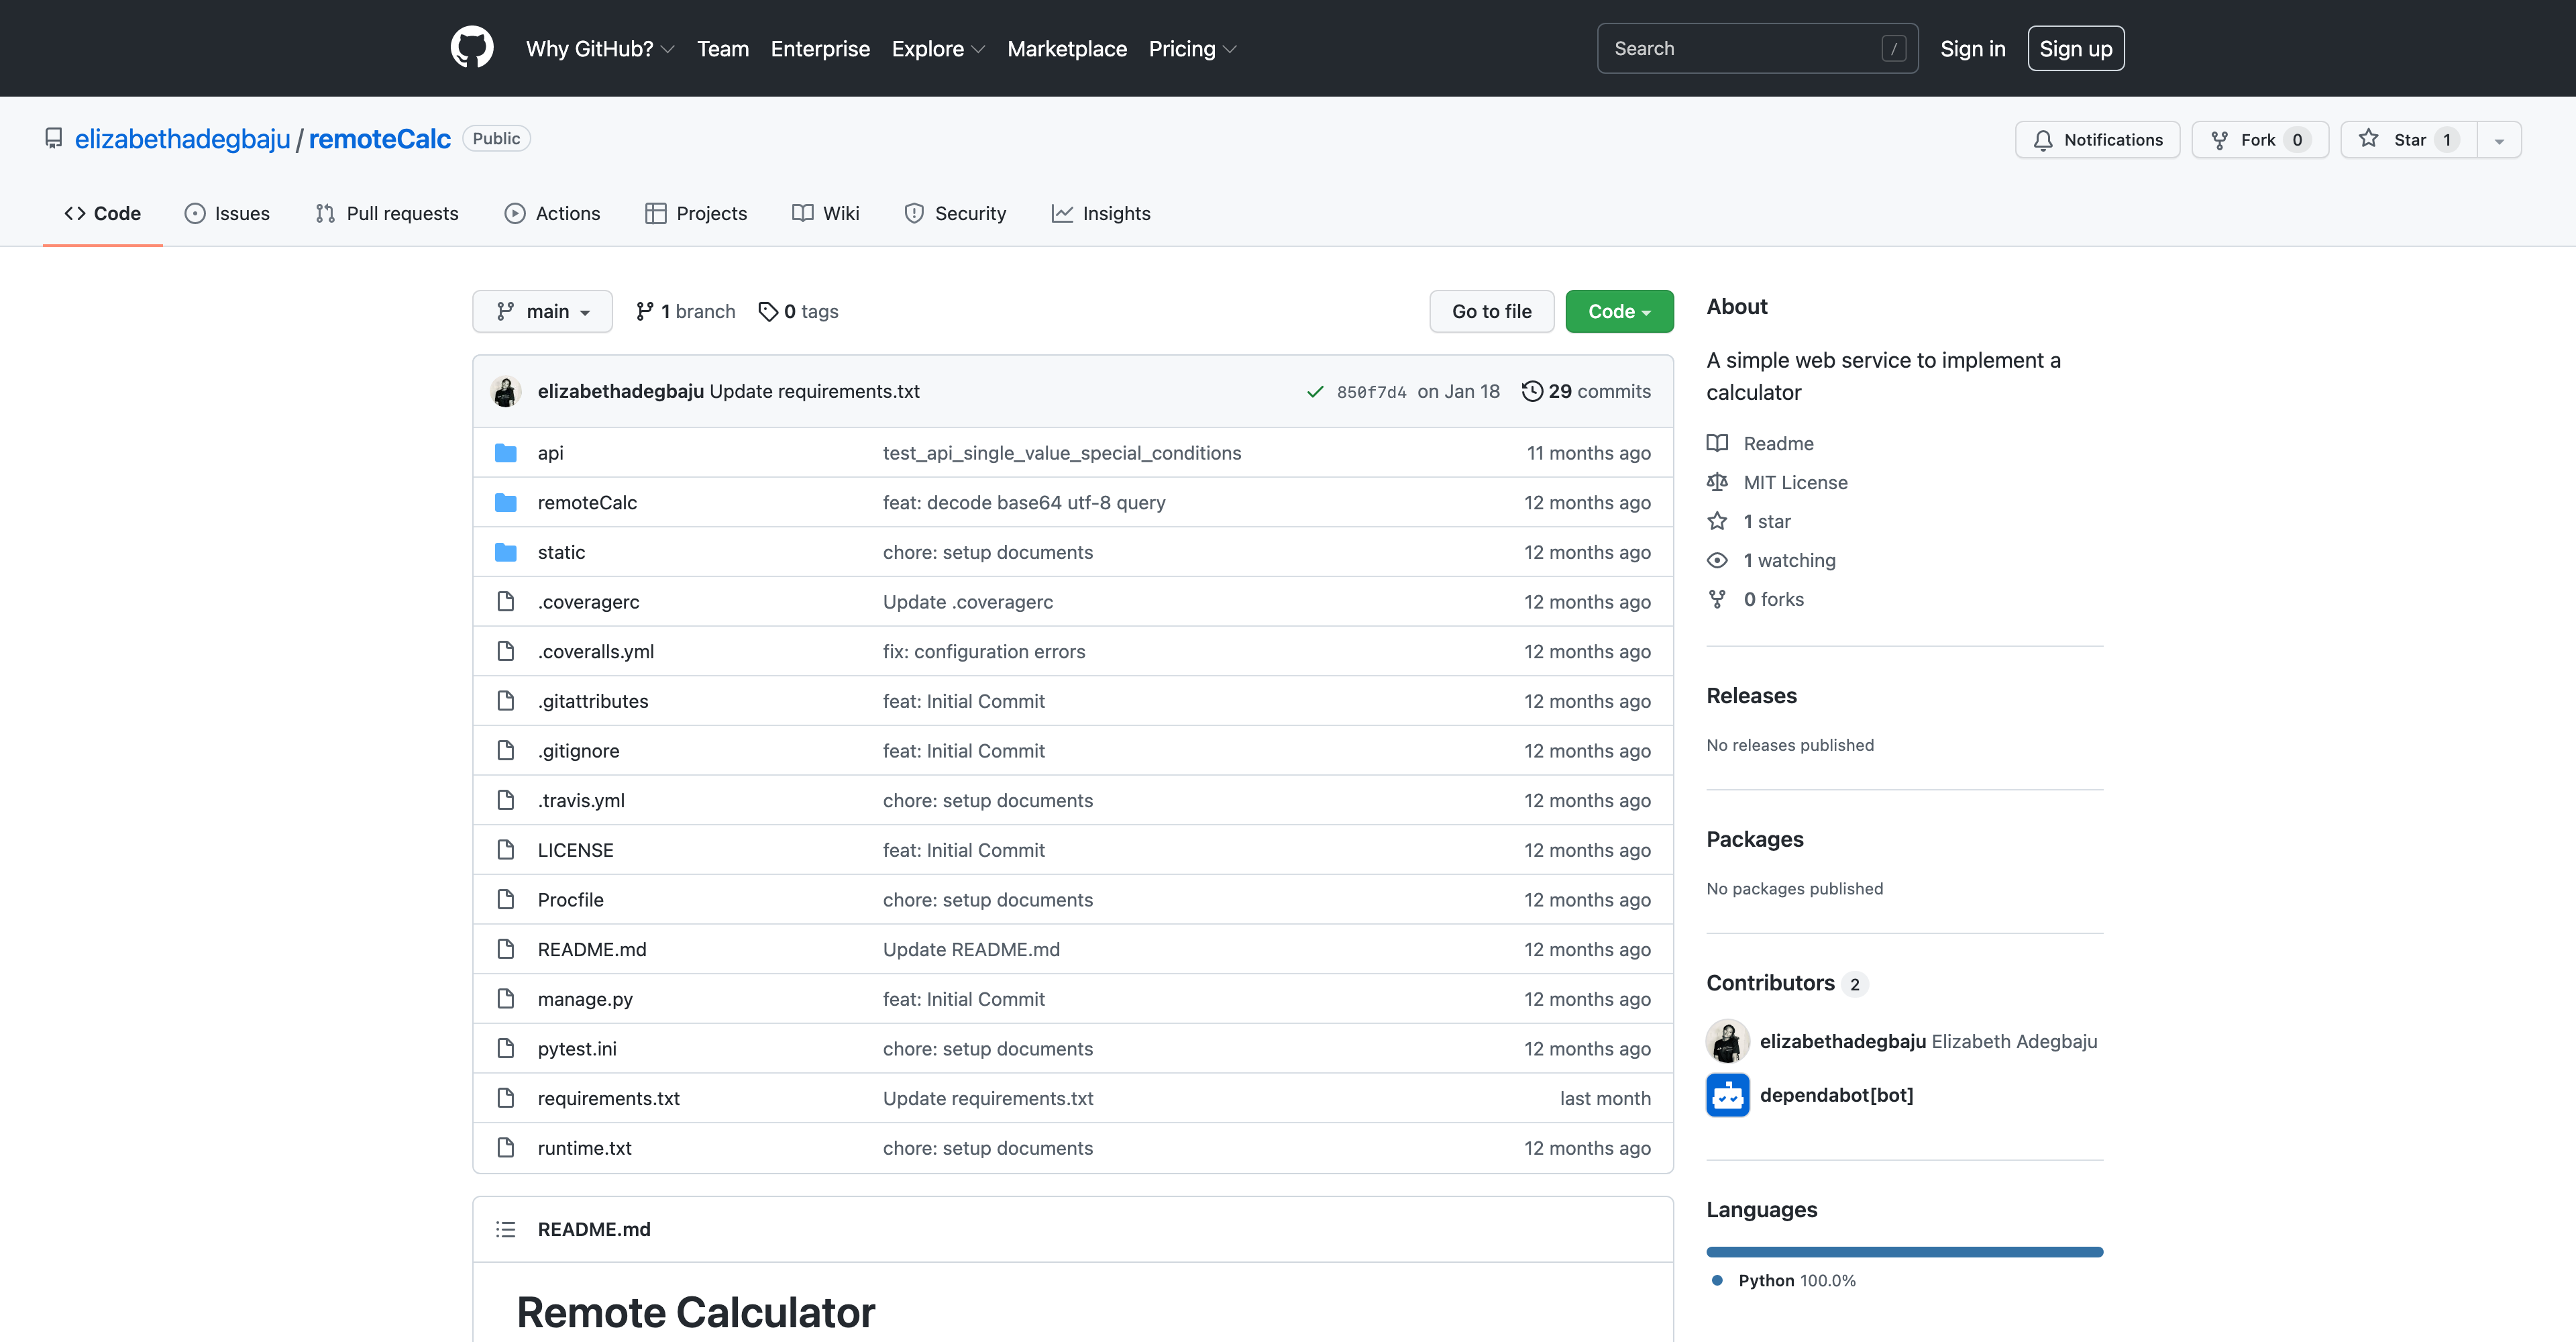 Why GitHub? Team Enterprise Explore Marketplace Pricing Search / Sign in Sign up
elizabethadegbaju / remoteCalc Public Notifications Fork 0 Star 1
Code Issues Pull requests Actions Projects Wiki Security Insights
main 1 branch 0 tags Go to file Code
elizabethadegbaju Update requirements.txt 850f7d4 on Jan 18 29 commits
api test_api_single_value_special_conditions 11 months ago
remoteCalc feat: decode base64 utf-8 query 12 months ago
static chore: setup documents 12 months ago
.coveragerc Update .coveragerc 12 months ago
.coveralls.yml fix: configuration errors 12 months ago
.gitattributes feat: Initial Commit 12 months ago
.gitignore feat: Initial Commit 12 months ago
.travis.yml chore: setup documents 12 months ago
LICENSE feat: Initial Commit 12 months ago
Procfile chore: setup documents 12 months ago
README.md Update README.md 12 months ago
manage.py feat: Initial Commit 12 months ago
pytest.ini chore: setup documents 12 months ago
requirements.txt Update requirements.txt last month
runtime.txt chore: setup documents 12 months ago
README.md
Remote Calculator
About
A simple web service to implement a
calculator
Readme
MIT License
1 star
1 watching
0 forks
Releases
No releases published
Packages
No packages published
Contributors 2
elizabethadegbaju Elizabeth Adegbaju
dependabot[bot]
Languages
Python 100.0%